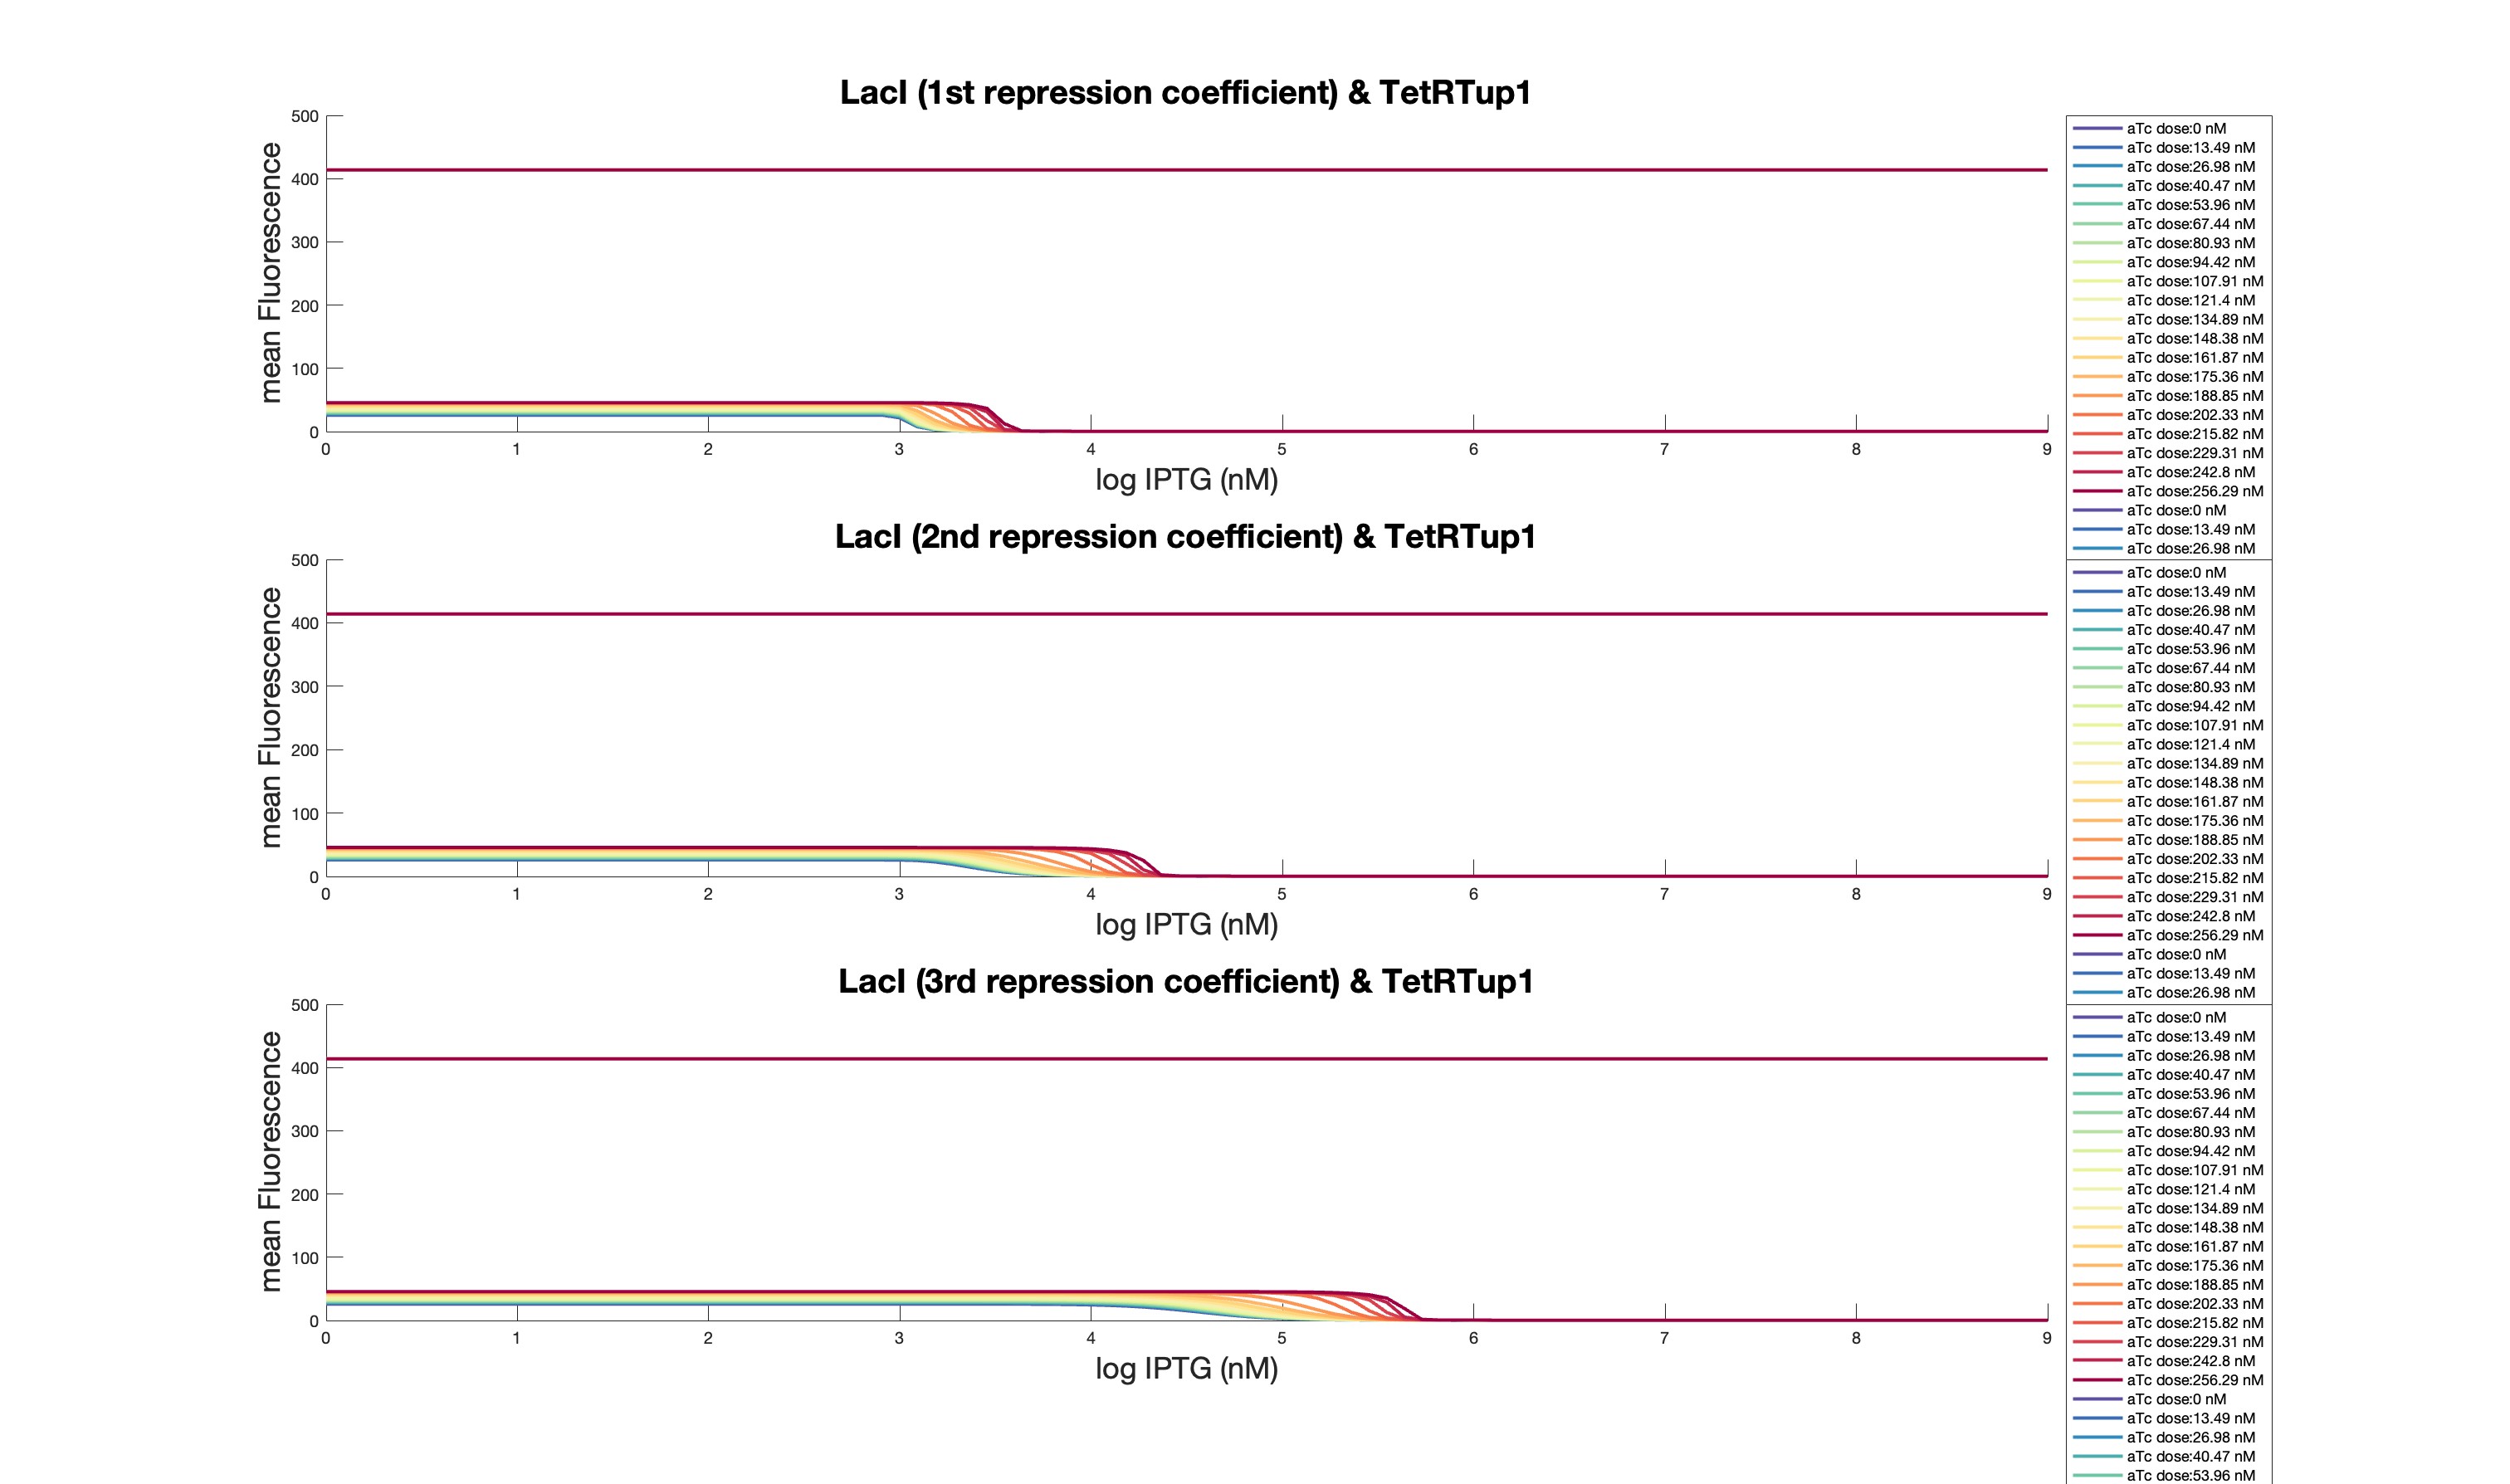 LacI (1st repression coefficient) & TetRTup1
mean Fluorescence
500
400
300
200
100
0
0 1 2 3 4 5 6 7 8 9
log IPTG (nM)
aTc dose:0 nM
aTc dose:13.49 nM
aTc dose:26.98 nM
aTc dose:40.47 nM
aTc dose:53.96 nM
aTc dose:67.44 nM
aTc dose:80.93 nM
aTc dose:94.42 nM
aTc dose:107.91 nM
aTc dose:121.4 nM
aTc dose:134.89 nM
aTc dose:148.38 nM
aTc dose:161.87 nM
aTc dose:175.36 nM
aTc dose:188.85 nM
aTc dose:202.33 nM
aTc dose:215.82 nM
aTc dose:229.31 nM
aTc dose:242.8 nM
aTc dose:256.29 nM
aTc dose:0 nM
aTc dose:13.49 nM
aTc dose:26.98 nM
LacI (2nd repression coefficient) & TetRTup1
mean Fluorescence
500
400
300
200
100
0
0 1 2 3 4 5 6 7 8 9
log IPTG (nM)
aTc dose:0 nM
aTc dose:13.49 nM
aTc dose:26.98 nM
aTc dose:40.47 nM
aTc dose:53.96 nM
aTc dose:67.44 nM
aTc dose:80.93 nM
aTc dose:94.42 nM
aTc dose:107.91 nM
aTc dose:121.4 nM
aTc dose:134.89 nM
aTc dose:148.38 nM
aTc dose:161.87 nM
aTc dose:175.36 nM
aTc dose:188.85 nM
aTc dose:202.33 nM
aTc dose:215.82 nM
aTc dose:229.31 nM
aTc dose:242.8 nM
aTc dose:256.29 nM
aTc dose:0 nM
aTc dose:13.49 nM
aTc dose:26.98 nM
LacI (3rd repression coefficient) & TetRTup1
mean Fluorescence
500
400
300
200
100
0
0 1 2 3 4 5 6 7 8 9
log IPTG (nM)
aTc dose:0 nM
aTc dose:13.49 nM
aTc dose:26.98 nM
aTc dose:40.47 nM
aTc dose:53.96 nM
aTc dose:67.44 nM
aTc dose:80.93 nM
aTc dose:94.42 nM
aTc dose:107.91 nM
aTc dose:121.4 nM
aTc dose:134.89 nM
aTc dose:148.38 nM
aTc dose:161.87 nM
aTc dose:175.36 nM
aTc dose:188.85 nM
aTc dose:202.33 nM
aTc dose:215.82 nM
aTc dose:229.31 nM
aTc dose:242.8 nM
aTc dose:256.29 nM
aTc dose:0 nM
aTc dose:13.49 nM
aTc dose:26.98 nM
aTc dose:40.47 nM
aTc dose:53.96 nM